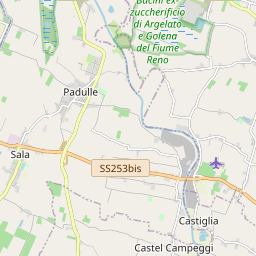 Bacini ex-
zuccherificio
di Argelato
e Golena
del Fiume
Reno
Padulle
Sala
SS253bis
Castiglia
Castel Campeggi